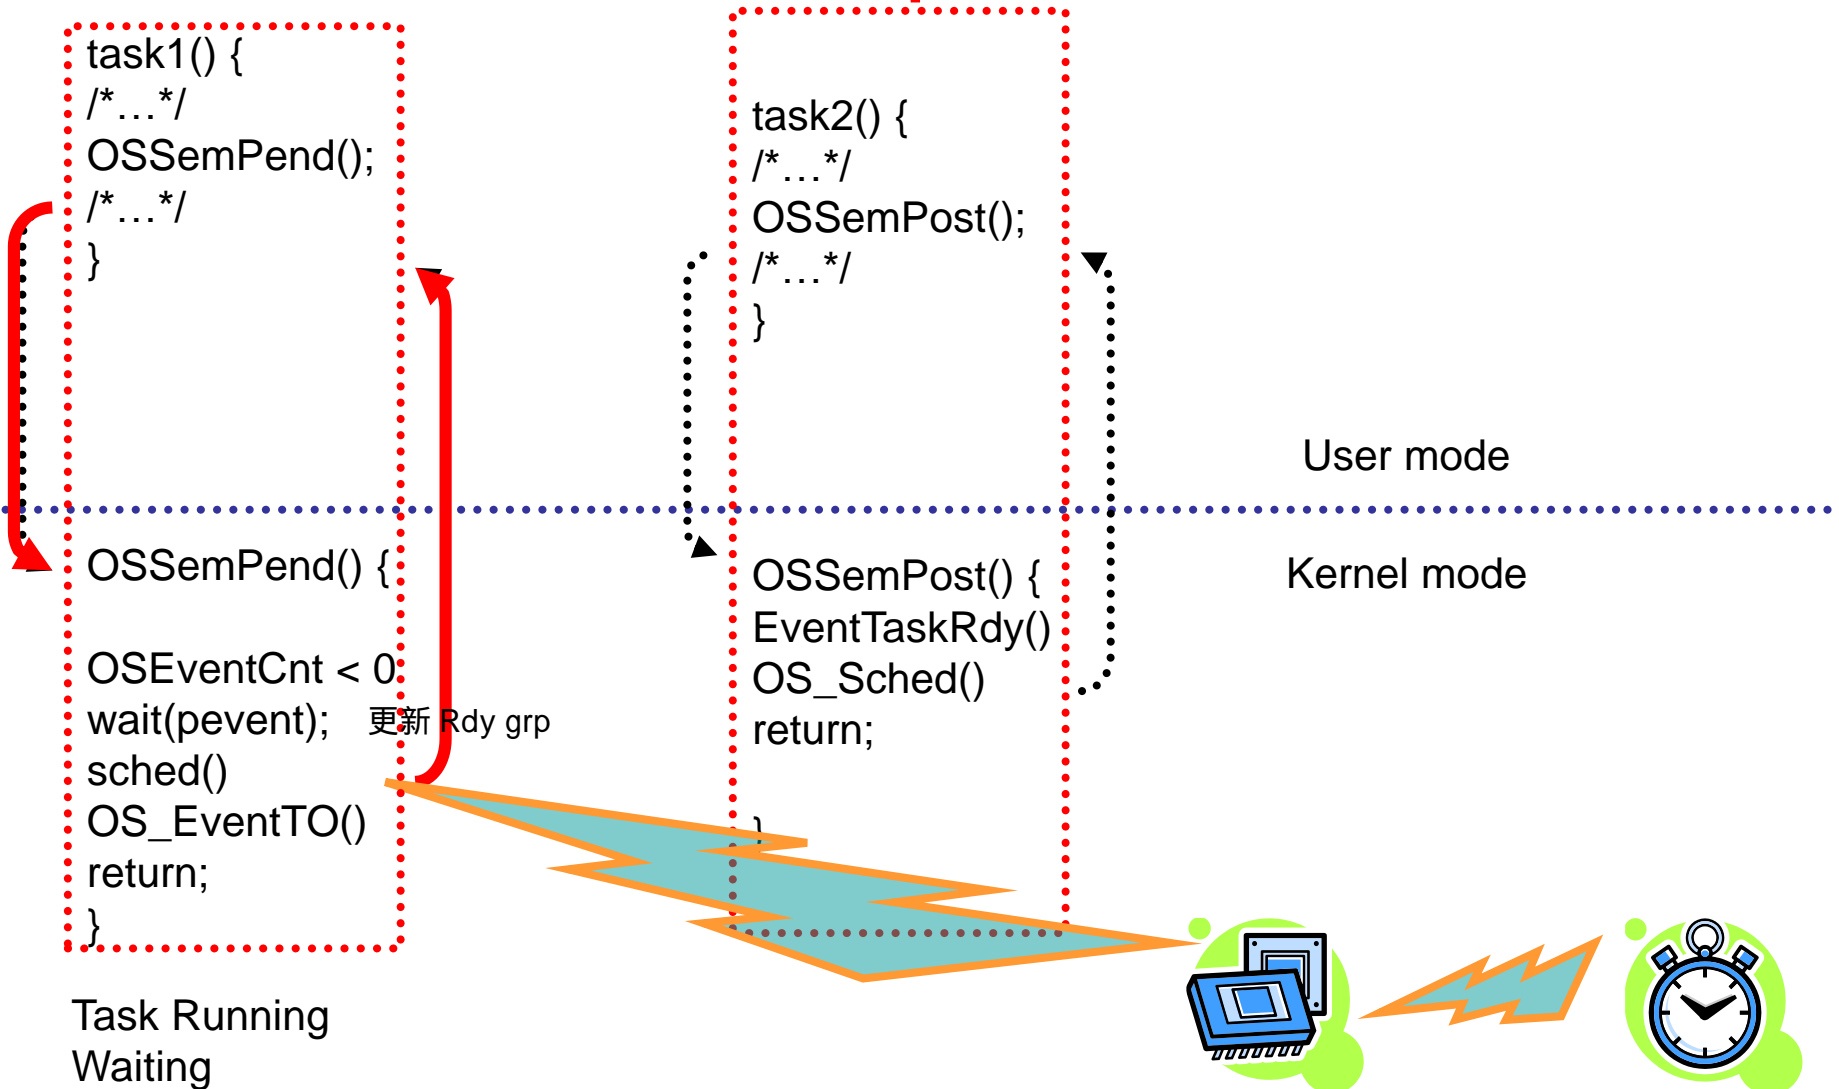 task1() {
/*…*/
OSSemPend();
/*…*/
}
task2() {
/*…*/
OSSemPost();
/*…*/
}
User mode
Kernel mode
OSSemPend() {
OSEventCnt < 0
wait(pevent);
更新 Rdy grp
sched()
OS_EventTO()
return;
}
OSSemPost() {
EventTaskRdy()
OS_Sched()
return;
}
Task Running
Waiting